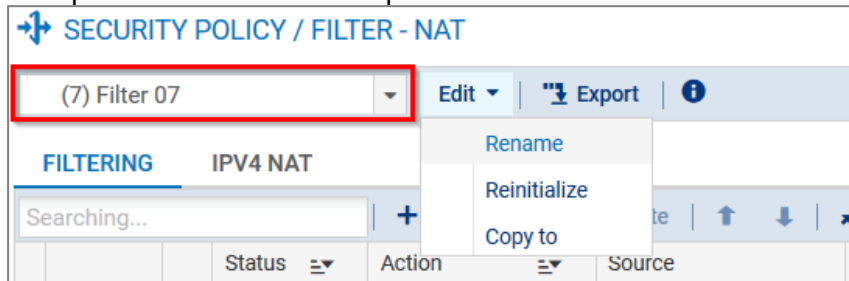 SECURITY POLICY / FILTER - NAT
(7) Filter 07 Edit Export
Rename
FILTERING IPV4 NAT
Reinitialize
Searching...
Copy to
Status Action Source